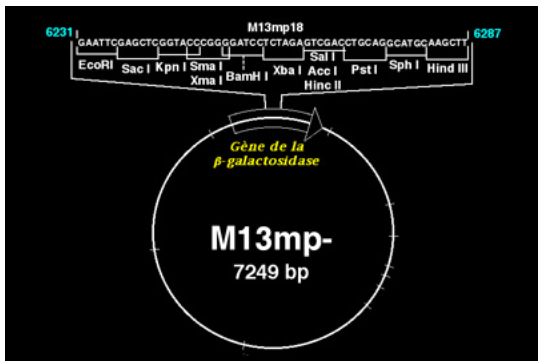 M13mp18
6231 6287
GAATTCGAGCTCGGTACCCGGGGATCCTCTAGAGTCGACCTGCAGGCATGCAAGCTT
EcoRI Sac I Kpn I Sma I BamH I Xba I Sal I Pst I Sph I Hind III
Xma I Acc I
Hinc II
Gène de la
β-galactosidase
M13mp-
7249 bp